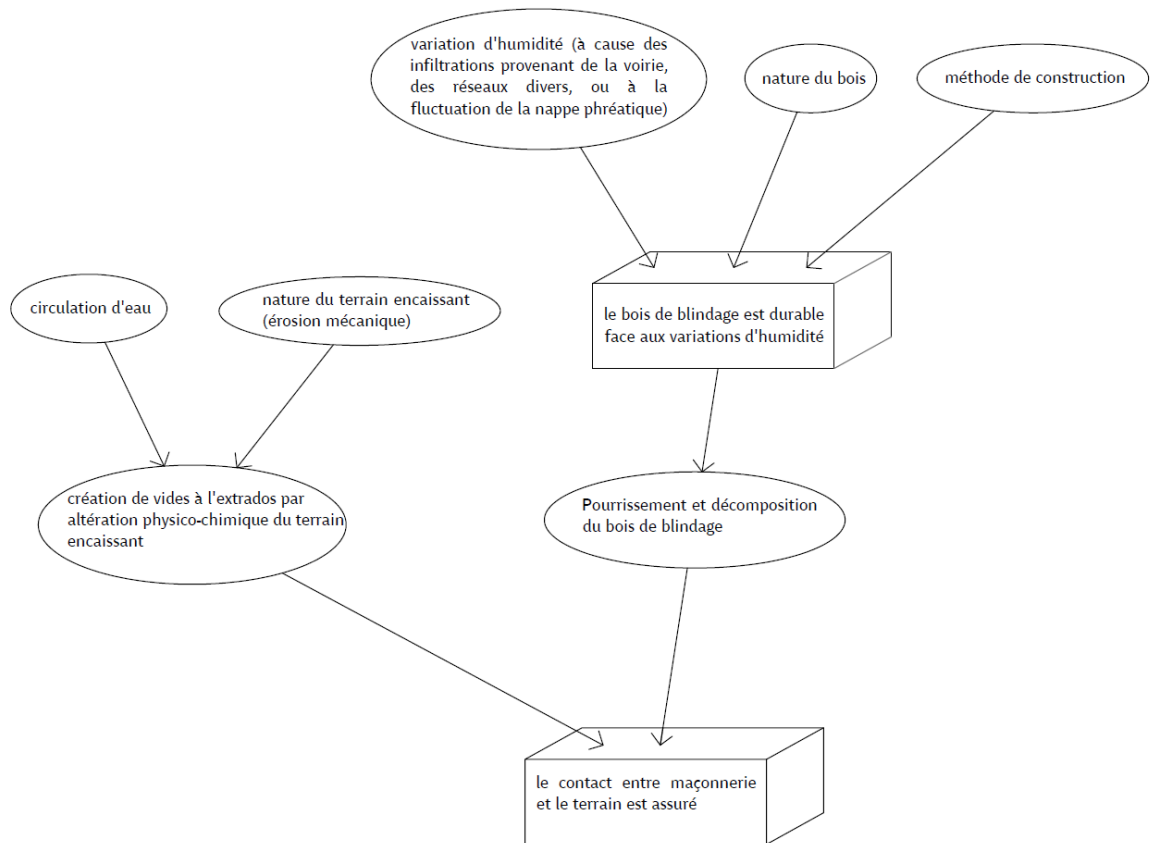 variation d'humidité (à cause des
infiltrations provenant de la voirie,
des réseaux divers, ou à la
fluctuation de la nappe phréatique)
nature du bois
méthode de construction
circulation d'eau
nature du terrain encaissant
(érosion mécanique)
le bois de blindage est durable
face aux variations d'humidité
création de vides à l'extrados par
altération physico-chimique du terrain
encaissant
Pourrissement et décomposition
du bois de blindage
le contact entre maçonnerie
et le terrain est assuré